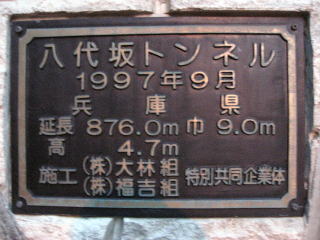 八代坂トンネル
1997年9月
兵庫県
延長 876.0m 巾 9.0m
高 4.7m
施工 (株)大林組 特別共同企業体
(株)福吉組